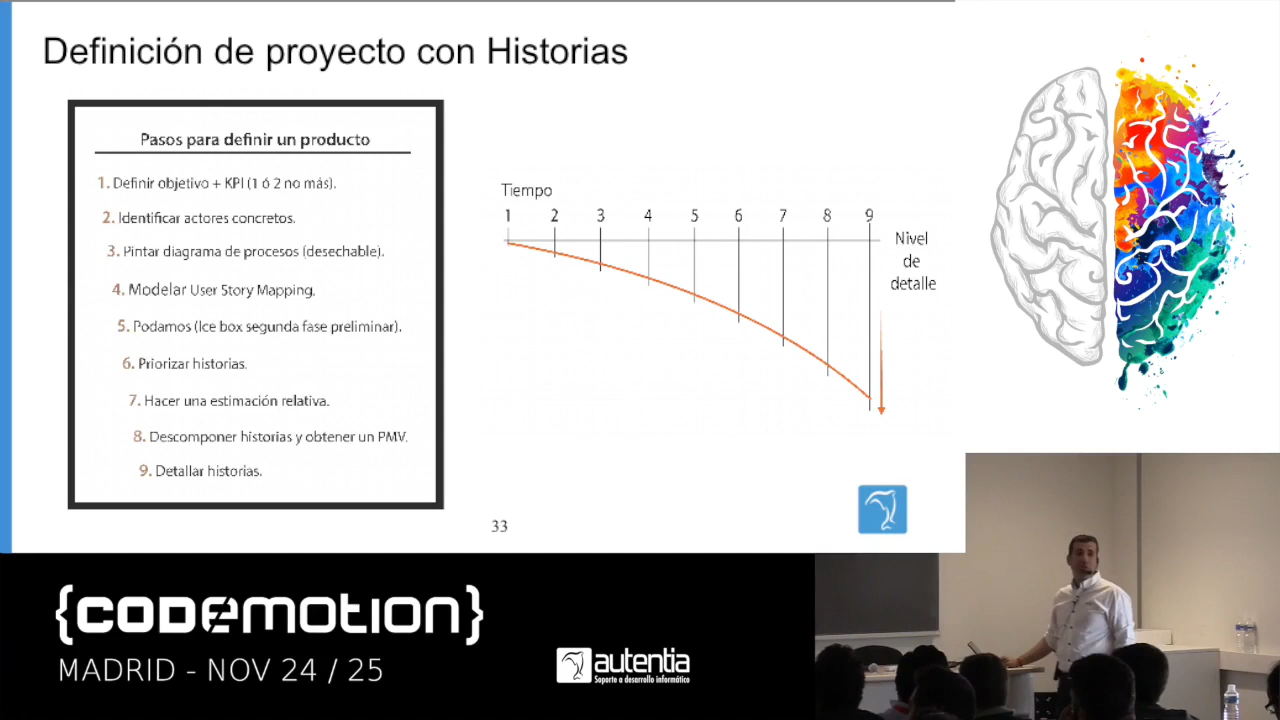 Definición de proyecto con Historias
Pasos para definir un producto
1. Definir objetivo + KPI (1 ó 2 no más).
2. Identificar actores concretos.
3. Pintar diagrama de procesos (desechable).
4. Modelar User Story Mapping.
5. Podamos (Ice box segunda fase preliminar).
6. Priorizar historias.
7. Hacer una estimación relativa.
8. Descomponer historias y obtener un PMV.
9. Detallar historias.
Tiempo
1 2 3 4 5 6 7 8 9
Nivel
de
detalle
33
{CODEMOTION}
MADRID - NOV 24 / 25
autentia
Soporte a desarrollo informático